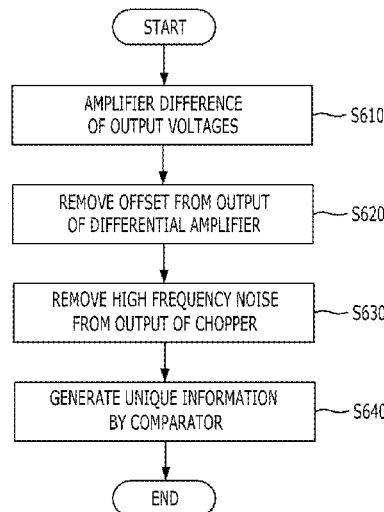 START
AMPLIFIER DIFFERENCE
OF OUTPUT VOLTAGES
S610
REMOVE OFFSET FROM OUTPUT
OF DIFFERENTIAL AMPLIFIER
S620
REMOVE HIGH FREQUENCY NOISE
FROM OUTPUT OF CHOPPER
S630
GENERATE UNIQUE INFORMATION
BY COMPARATOR
S640
END